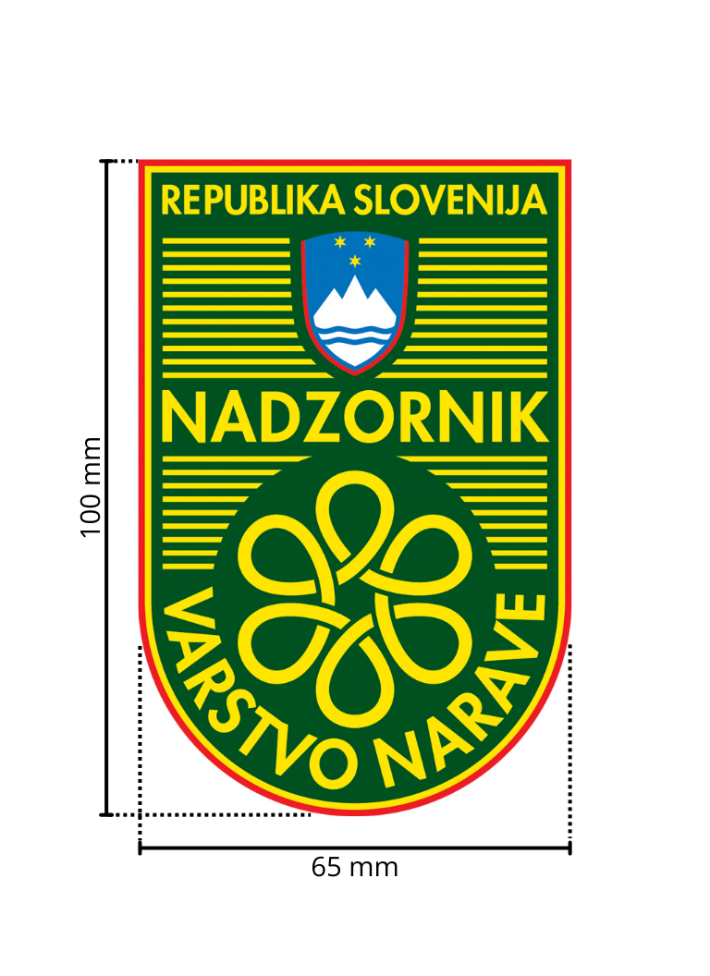 REPUBLIKA SLOVENIJA
NADZORNIK
VARSTVO NARAVE
100 mm
65 mm